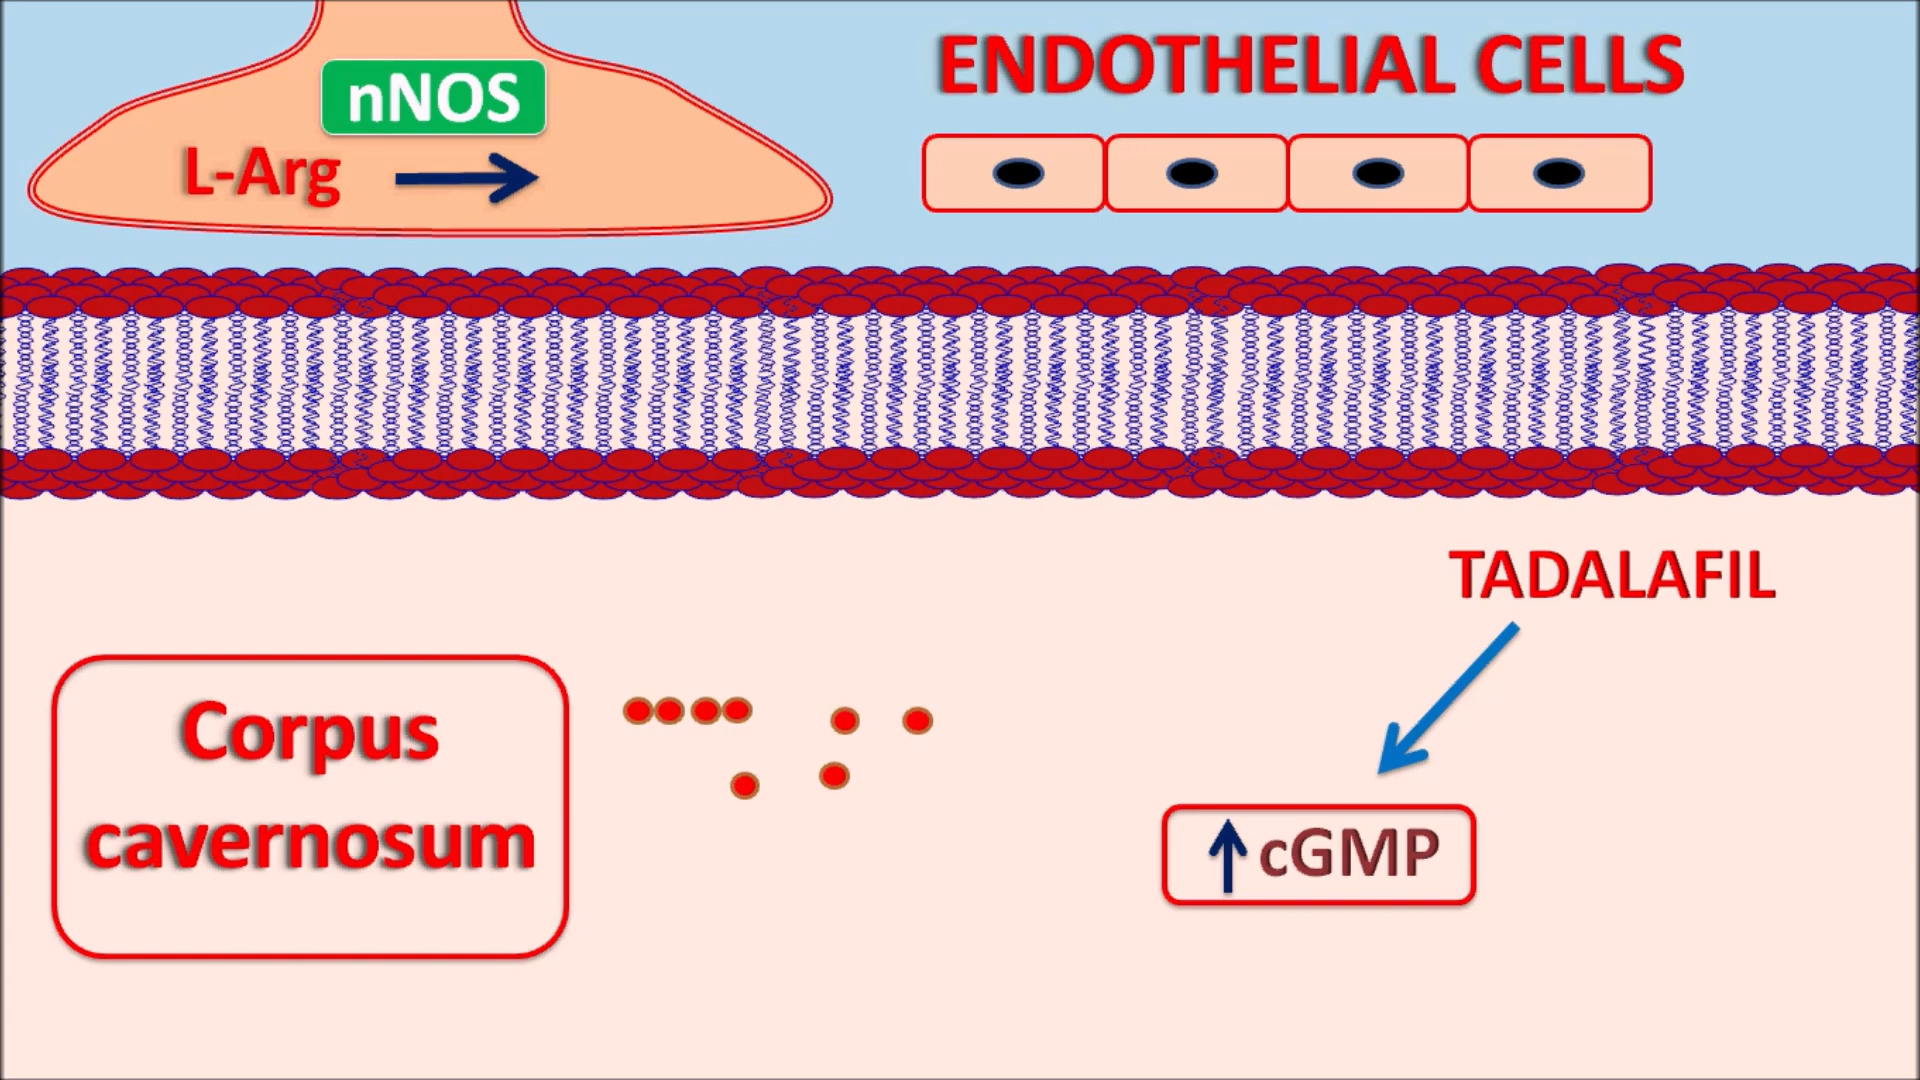 nNOS
L-Arg
ENDOTHELIAL CELLS
TADALAFIL
Corpus
cavernosum
cGMP